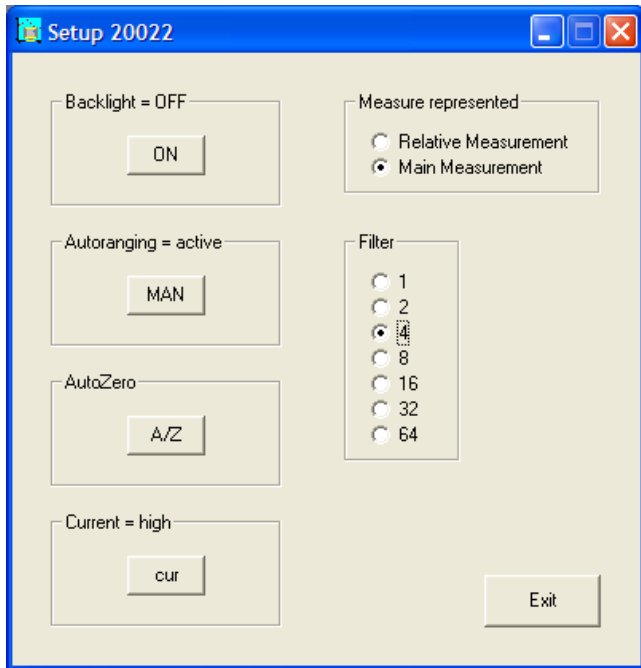 Setup 20022
Backlight = OFF
ON
Autoranging = active
MAN
AutoZero
A/Z
Current = high
cur
Measure represented
Relative Measurement
Main Measurement
Filter
1
2
4
8
16
32
64
Exit